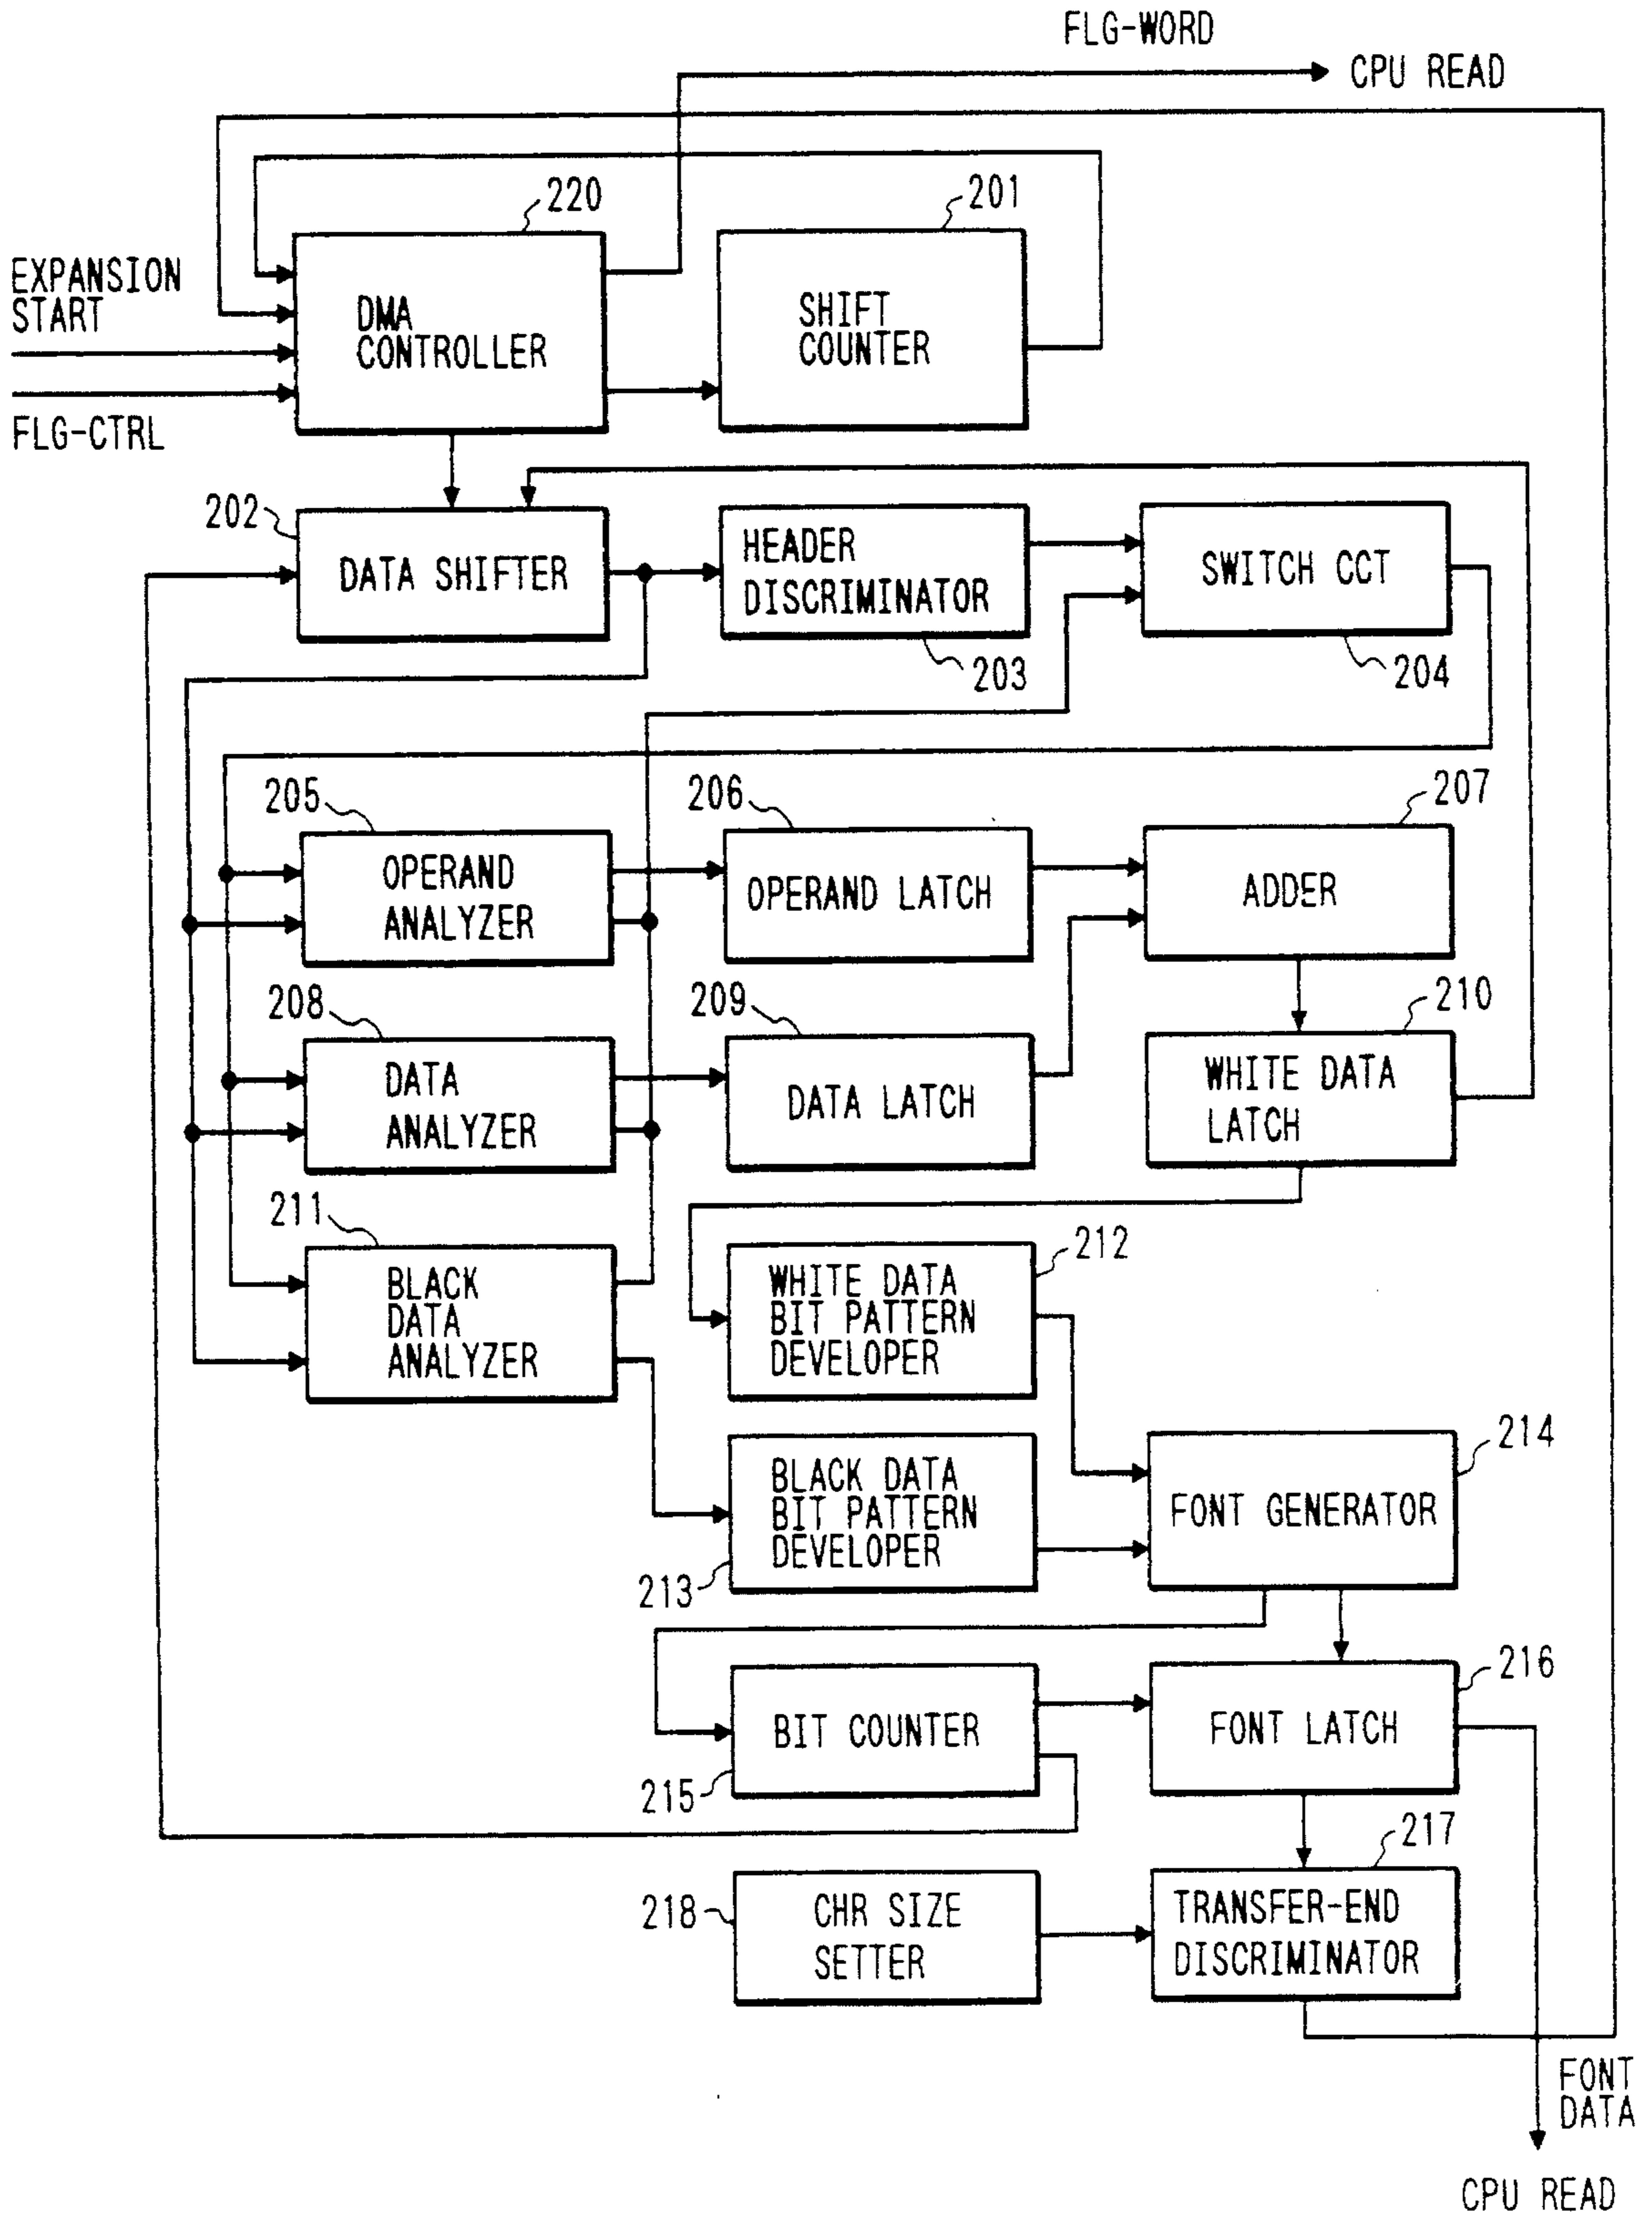 FLG-WORD
CPU READ
220
201
EXPANSION
START
DMA
CONTROLLER
SHIFT
COUNTER
FLG-CTRL
202
DATA SHIFTER
HEADER
DISCRIMINATOR
SWITCH CCT
203
204
205
206
207
OPERAND
ANALYZER
OPERAND LATCH
ADDER
208
209
210
DATA
ANALYZER
DATA LATCH
WHITE DATA
LATCH
211
212
BLACK
DATA
ANALYZER
WHITE DATA
BIT PATTERN
DEVELOPER
214
BLACK DATA
BIT PATTERN
DEVELOPER
FONT GENERATOR
213
216
BIT COUNTER
FONT LATCH
215
217
218
CHR SIZE
SETTER
TRANSFER-END
DISCRIMINATOR
FONT
DATA
CPU READ